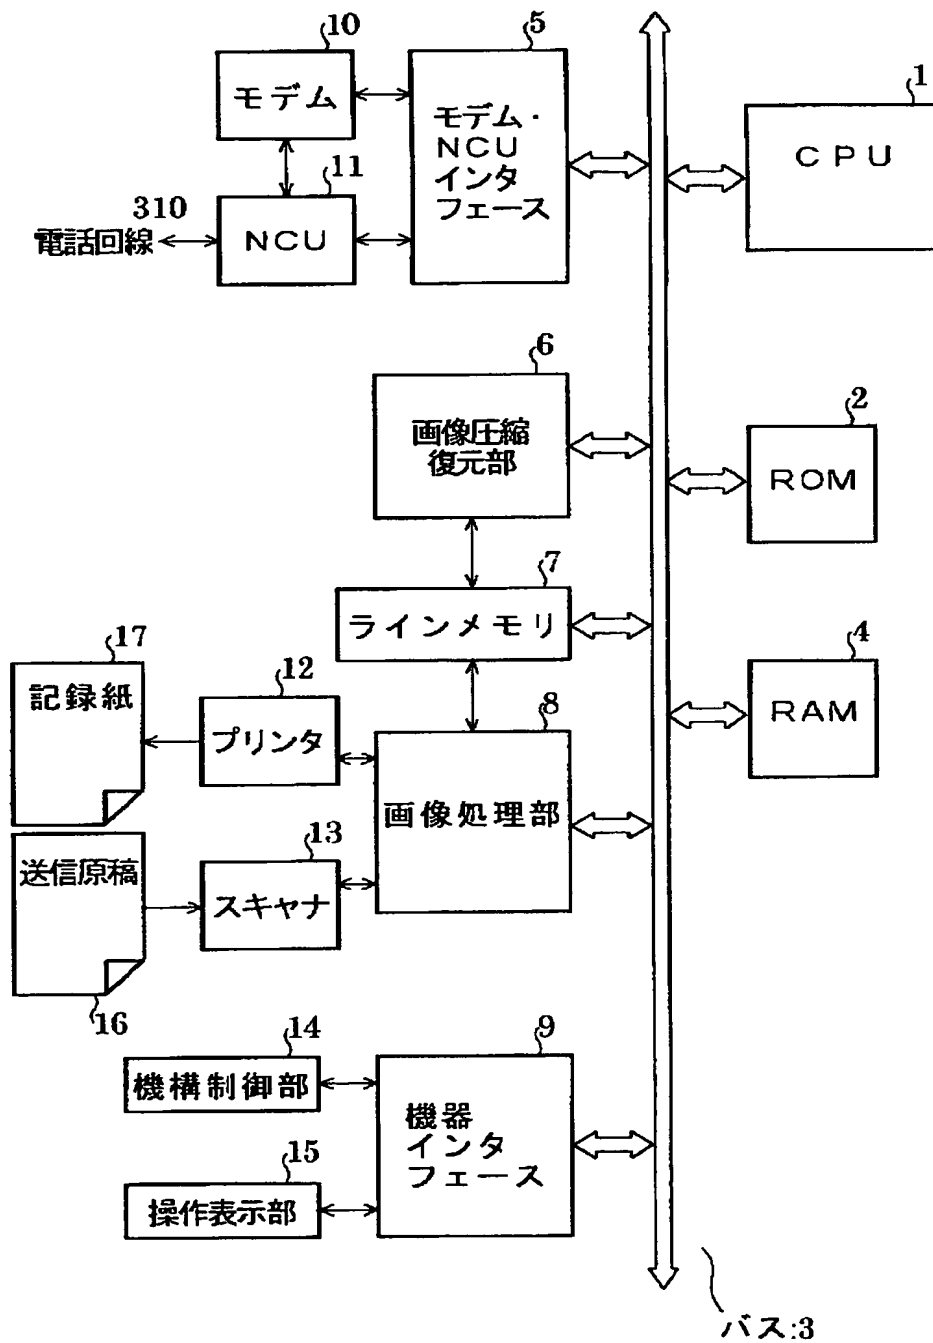 10
モデム
5
モデム・
NCU
インタ
フェース
1
CPU
11
NCU
310
電話回線
6
画像圧縮
復元部
2
ROM
7
ラインメモリ
17
記録紙
12
プリンタ
8
画像処理部
4
RAM
送信原稿
16
13
スキャナ
14
機構制御部
9
機器
インタ
フェース
15
操作表示部
バス:3